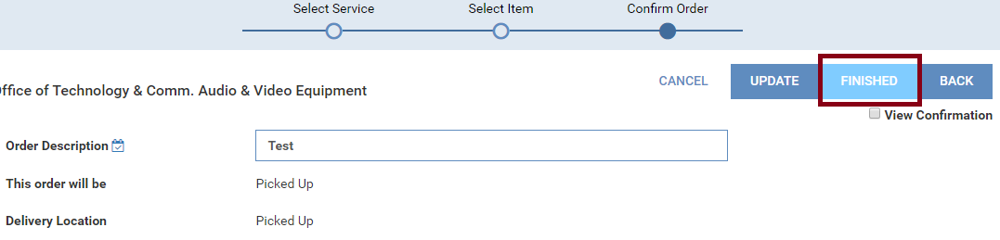 Select Service Select Item Confirm Order
ffice of Technology & Comm. Audio & Video Equipment CANCEL UPDATE FINISHED BACK
View Confirmation
Order Description Test
This order will be Picked Up
Delivery Location Picked Up